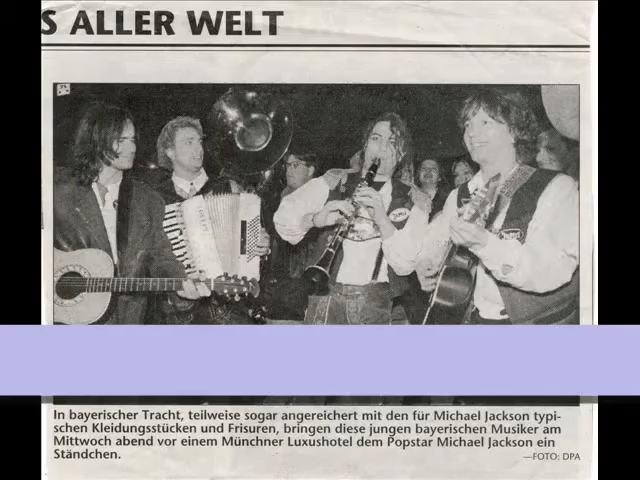 S ALLER WELT
In bayerischer Tracht, teilweise sogar angereichert mit den für Michael Jackson typi-
schen Kleidungsstücken und Frisuren, bringen diese jungen bayerischen Musiker am
Mittwoch abend vor einem Münchner Luxushotel dem Popstar Michael Jackson ein
Ständchen.
—FOTO: DPA